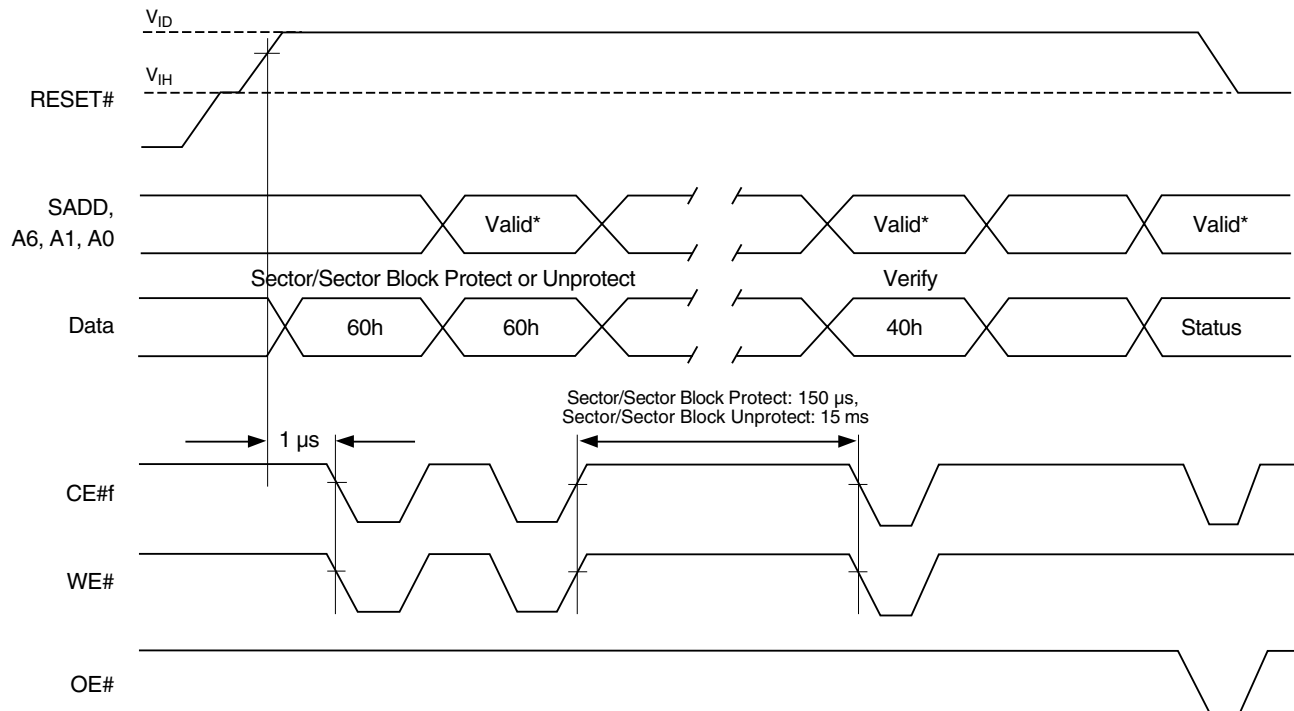 VID
VIH
RESET#
SADD,
A6, A1, A0
Valid*
Valid*
Valid*
Sector/Sector Block Protect or Unprotect
Verify
Data
60h
60h
40h
Status
Sector/Sector Block Protect: 150 µs,
Sector/Sector Block Unprotect: 15 ms
1 µs
CE#f
WE#
OE#